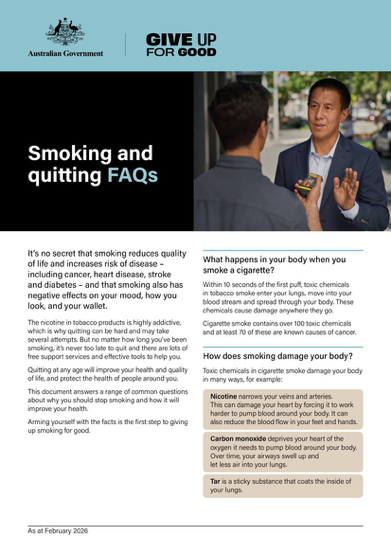 Australian Government
GIVE UP
FOR GOOD
Smoking and
quitting FAQs
It's no secret that smoking reduces quality
of life and increases risk of disease –
including cancer, heart disease, stroke
and diabetes – and that smoking also has
negative effects on your mood, how you
look, and your wallet.
The nicotine in tobacco products is highly addictive,
which is why quitting can be hard and may take
several attempts. But no matter how long you've been
smoking, it's never too late to quit and there are lots of
free support services and effective tools to help you.
Quitting at any age will improve your health and quality
of life, and protect the health of people around you.
This document answers a range of common questions
about why you should stop smoking and how it will
improve your health.
Arming yourself with the facts is the first step to giving
up smoking for good.
What happens in your body when you
smoke a cigarette?
Within 10 seconds of the first puff, toxic chemicals
in tobacco smoke enter your lungs, move into your
blood stream and spread through your body. These
chemicals cause damage anywhere they go.
Cigarette smoke contains over 100 toxic chemicals
and at least 70 of these are known causes of cancer.
How does smoking damage your body?
Toxic chemicals in cigarette smoke damage your body
in many ways, for example:
Nicotine narrows your veins and arteries.
This can damage your heart by forcing it to work
harder to pump blood around your body. It can
also reduce the blood flow in your feet and hands.
Carbon monoxide deprives your heart of the
oxygen it needs to pump blood around your body.
Over time, your airways swell up and
let less air into your lungs.
Tar is a sticky substance that coats the inside of
your lungs.
As at February 2026